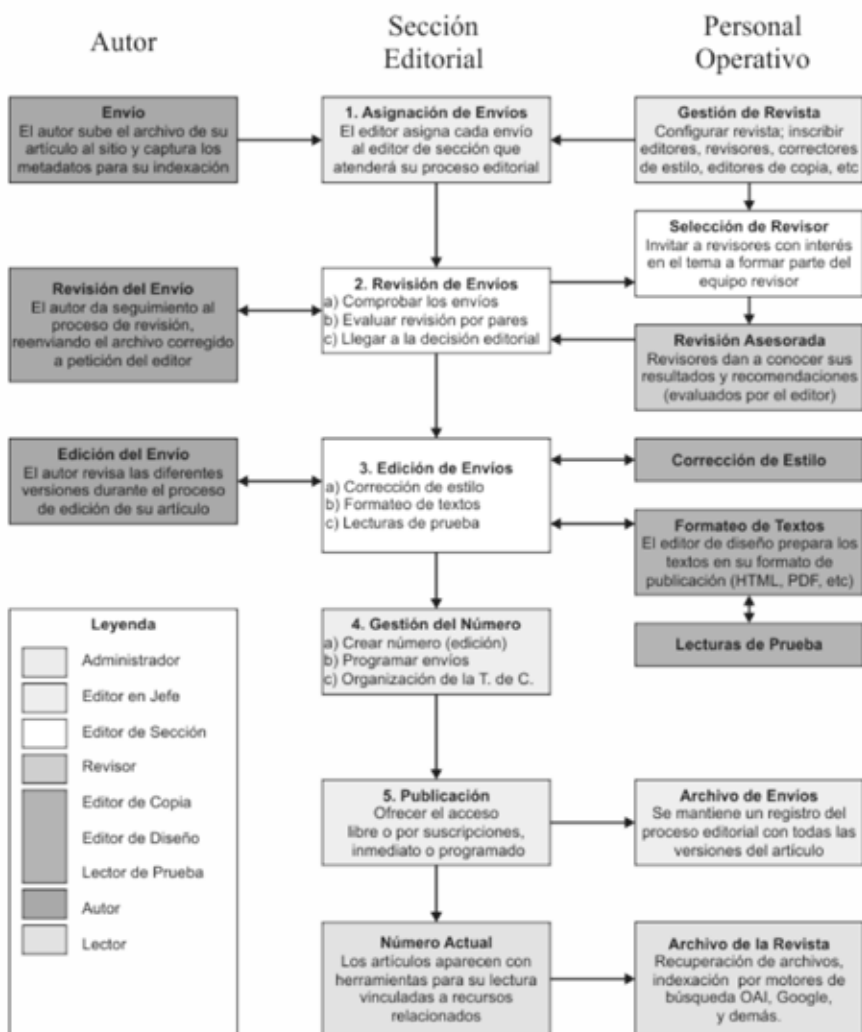 Autor
Sección
Editorial
Personal
Operativo
Envío
El autor sube el archivo de su
artículo al sitio y captura los
metadatos para su indexación
1. Asignación de Envíos
El editor asigna cada envío
al editor de sección que
atenderá su proceso editorial
Gestión de Revista
Configurar revista; inscribir
editores, revisores, correctores
de estilo, editores de copia, etc
Selección de Revisor
Invitar a revisores con interés
en el tema a formar parte del
equipo revisor
Revisión del Envío
El autor da seguimiento al
proceso de revisión,
reenviando el archivo corregido
a petición del editor
2. Revisión de Envíos
a) Comprobar los envíos
b) Evaluar revisión por pares
c) Llegar a la decisión editorial
Revisión Asesorada
Revisores dan a conocer sus
resultados y recomendaciones
(evaluados por el editor)
Edición del Envío
El autor revisa las diferentes
versiones durante el proceso
de edición de su artículo
3. Edición de Envíos
a) Corrección de estilo
b) Formateo de textos
c) Lecturas de prueba
Corrección de Estilo
Formateo de Textos
El editor de diseño prepara los
textos en su formato de
publicación (HTML, PDF, etc)
Lecturas de Prueba
Leyenda
Administrador
Editor en Jefe
Editor de Sección
Revisor
Editor de Copia
Editor de Diseño
Lector de Prueba
Autor
Lector
4. Gestión del Número
a) Crear número (edición)
b) Programar envíos
c) Organización de la T. de C.
5. Publicación
Ofrecer el acceso
libre o por suscripciones,
inmediato o programado
Archivo de Envíos
Se mantiene un registro del
proceso editorial con todas las
versiones del artículo
Número Actual
Los artículos aparecen con
herramientas para su lectura
vinculadas a recursos
relacionados
Archivo de la Revista
Recuperación de archivos,
indexación por motores de
búsqueda OAI, Google,
y demás.